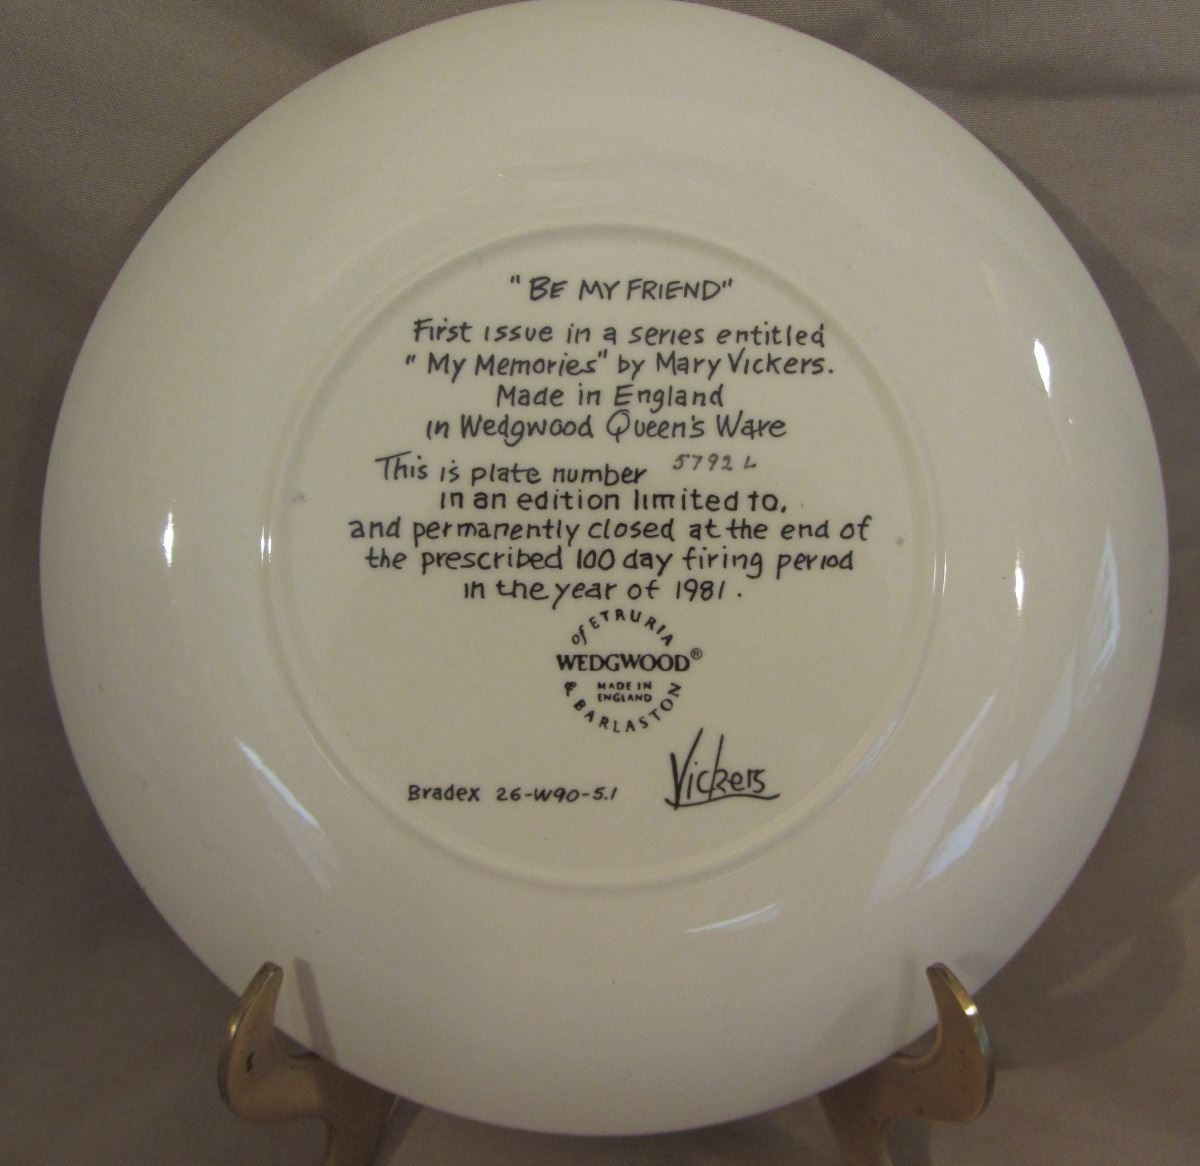 "BE MY FRIEND"
First issue in a series entitled
"My Memories" by Mary Vickers.
Made in England
in Wedgwood Queen's Ware
This is plate number 5792 L
in an edition limited to,
and permanently closed at the end of
the prescribed 100 day firing period
in the year of 1981.
of ETRURIA
WEDGWOOD®
MADE IN
ENGLAND
& BARLASTON
Vickers
Bradex 26-W90-5.1